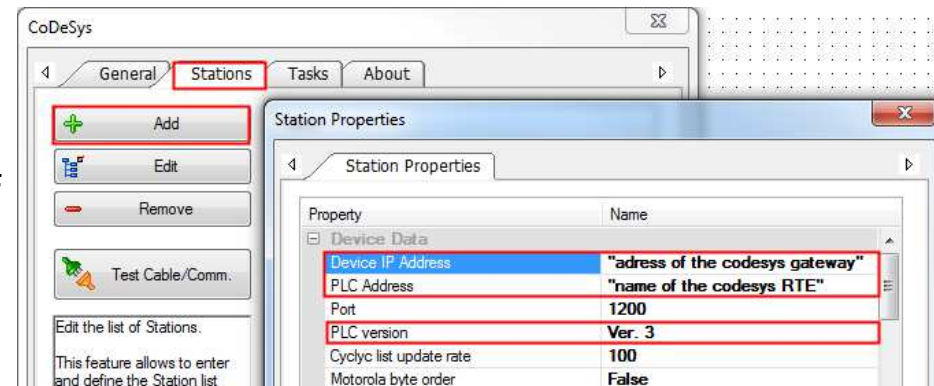 CoDeSys
General Stations Tasks About
Add
Edit
Remove
Test Cable/Comm.
Edit the list of Stations.
This feature allows to enter
and define the Station list
Station Properties
Station Properties
Property Name
Device Data
Device IP Address "adress of the codesys gateway"
PLC Address "name of the codesys RTE"
Port 1200
PLC version Ver. 3
Cyclyc list update rate 100
Motorola byte order False